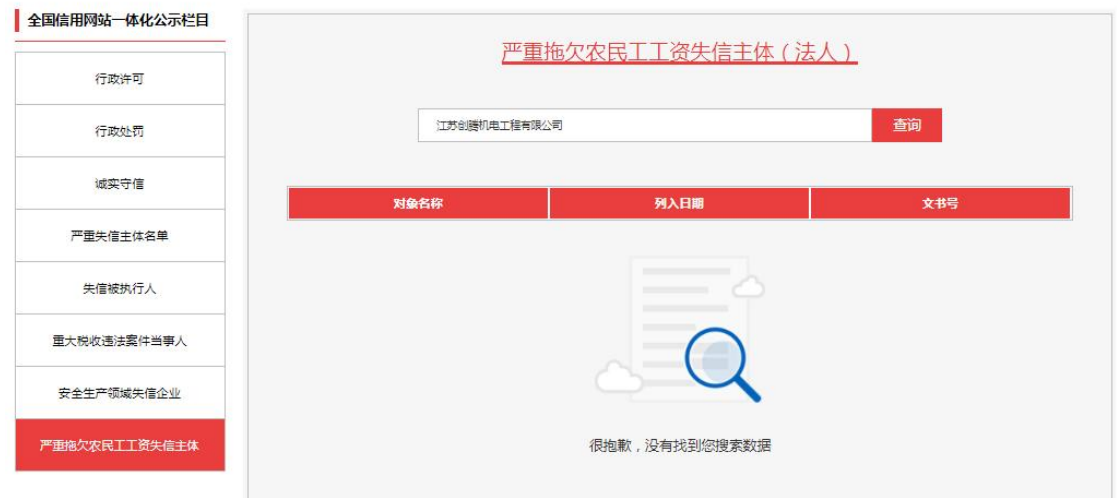 全国信用网站一体化公示栏目
行政许可
行政处罚
诚实守信
严重失信主体名单
失信被执行人
重大税收违法案件当事人
安全生产领域失信企业
严重拖欠农民工工资失信主体
严重拖欠农民工工资失信主体（法人）
江苏创腾机电工程有限公司
查询
对象名称 列入日期 文书号
很抱歉，没有找到您搜索数据